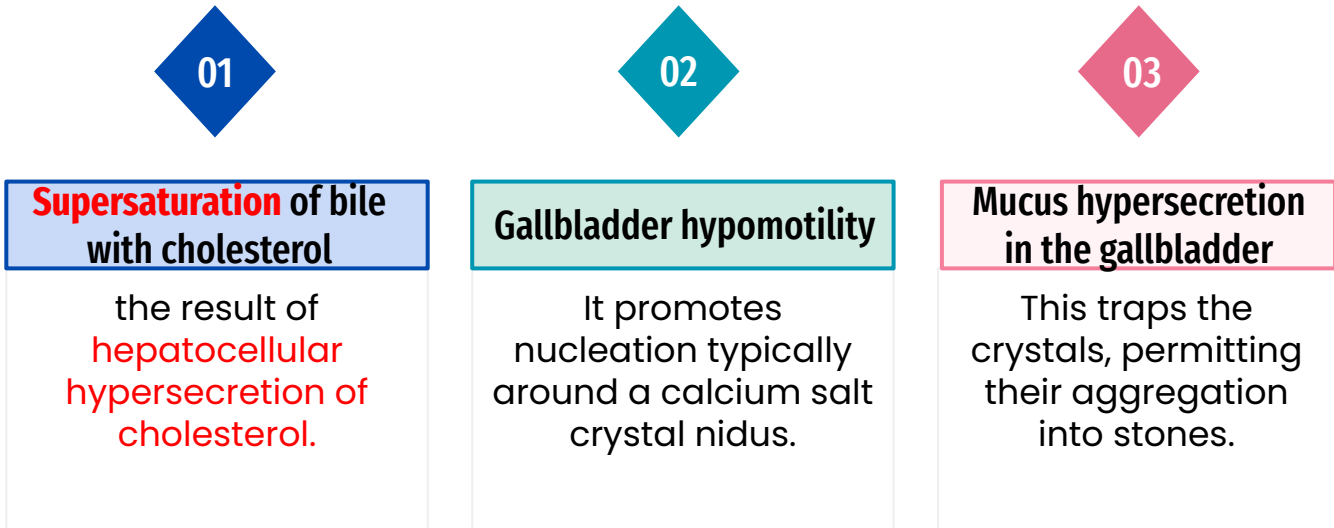 01
Supersaturation of bile
with cholesterol
the result of
hepatocellular
hypersecretion of
cholesterol.
02
Gallbladder hypomotility
It promotes
nucleation typically
around a calcium salt
crystal nidus.
03
Mucus hypersecretion
in the gallbladder
This traps the
crystals, permitting
their aggregation
into stones.